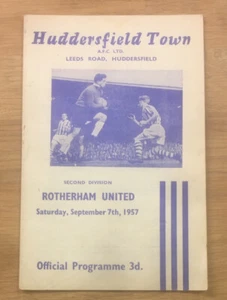 Huddersfield Town
A.F.C. LTD.
LEEDS ROAD, HUDDERSFIELD
SECOND DIVISION
ROTHERHAM UNITED
Saturday, September 7th, 1957
Official Programme 3d.